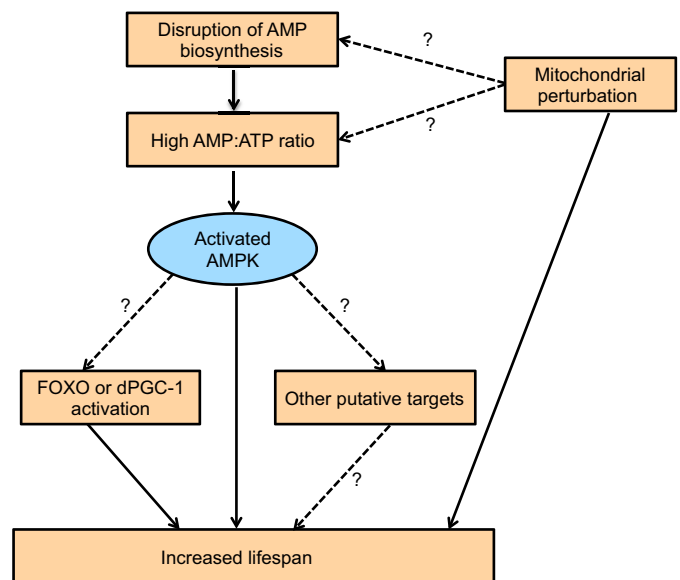 Disruption of AMP
biosynthesis
?
Mitochondrial
perturbation
?
High AMP:ATP ratio
Activated
AMPK
?
?
FOXO or dPGC-1
activation
Other putative targets
?
Increased lifespan